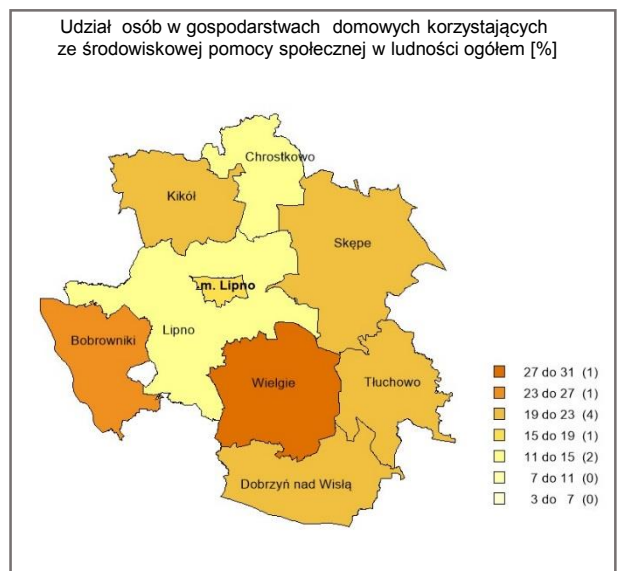 Udział osób w gospodarstwach domowych korzystających
ze środowiskowej pomocy społecznej w ludności ogółem [%]
Chrostkowo
Kikół
Skępe
m. Lipno
Lipno
Bobrowniki
Wielgie
Tłuchowo
Dobrzyń nad Wisłą
27 do 31 (1)
23 do 27 (1)
19 do 23 (4)
15 do 19 (1)
11 do 15 (2)
7 do 11 (0)
3 do 7 (0)